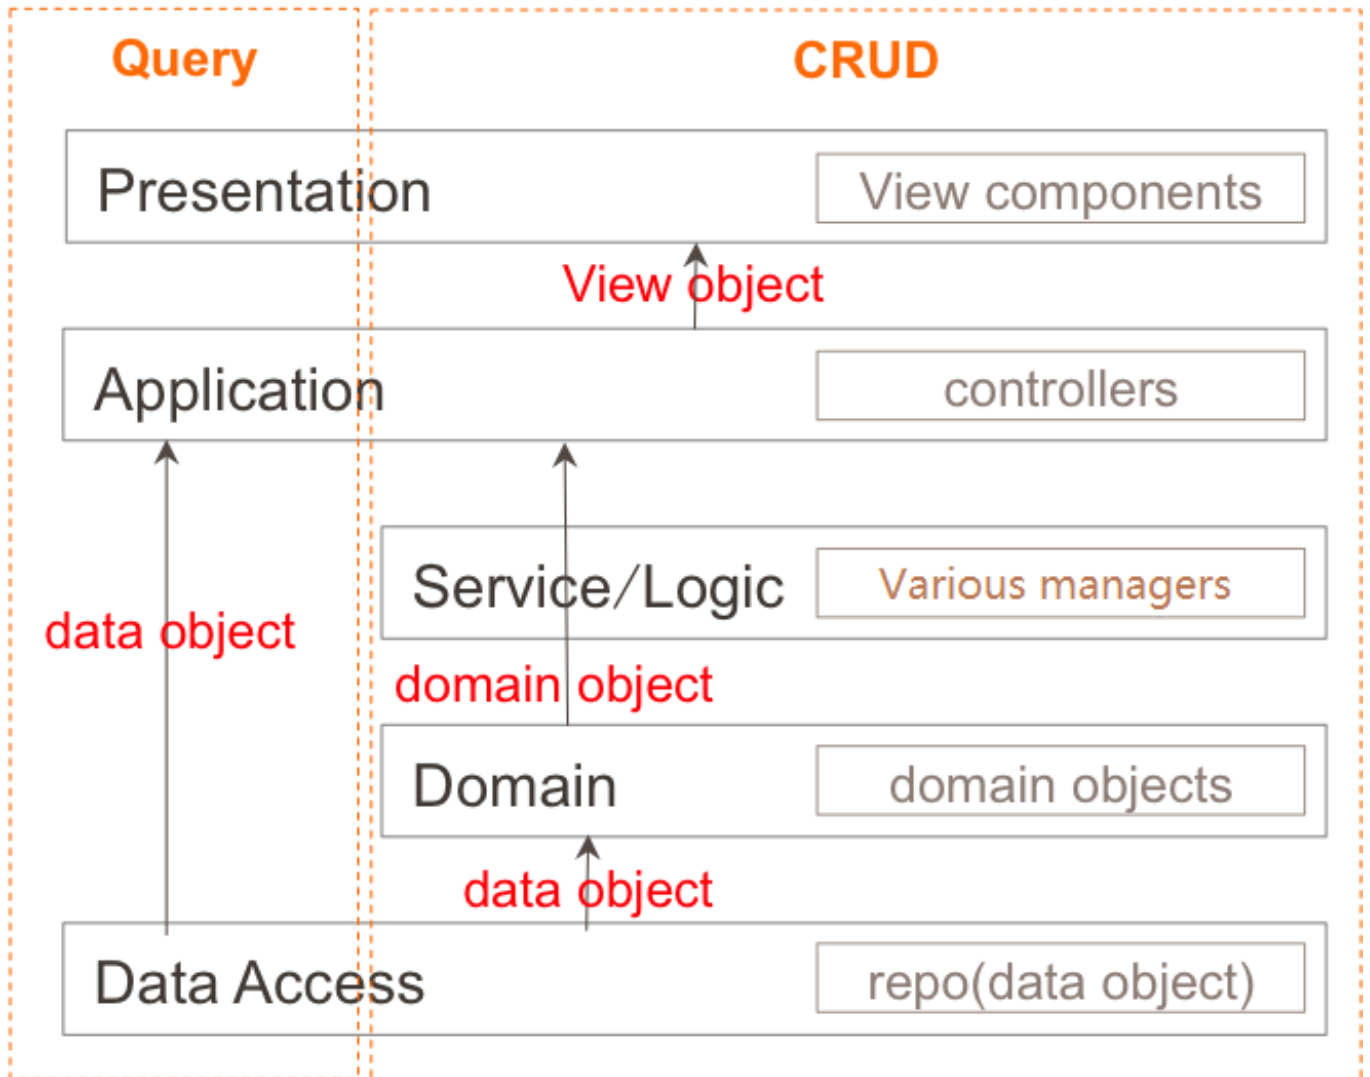 Query
CRUD
Presentation
View components
View object
Application
controllers
Service/Logic
Various managers
data object
domain object
Domain
domain objects
data object
Data Access
repo(data object)